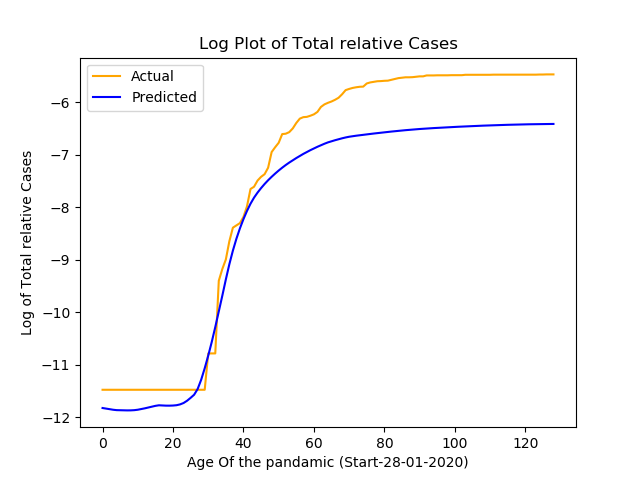 Log Plot of Total relative Cases
Actual
Predicted
Log of Total relative Cases
−6
−7
−8
−9
−10
−11
−12
0 20 40 60 80 100 120
Age Of the pandamic (Start-28-01-2020)